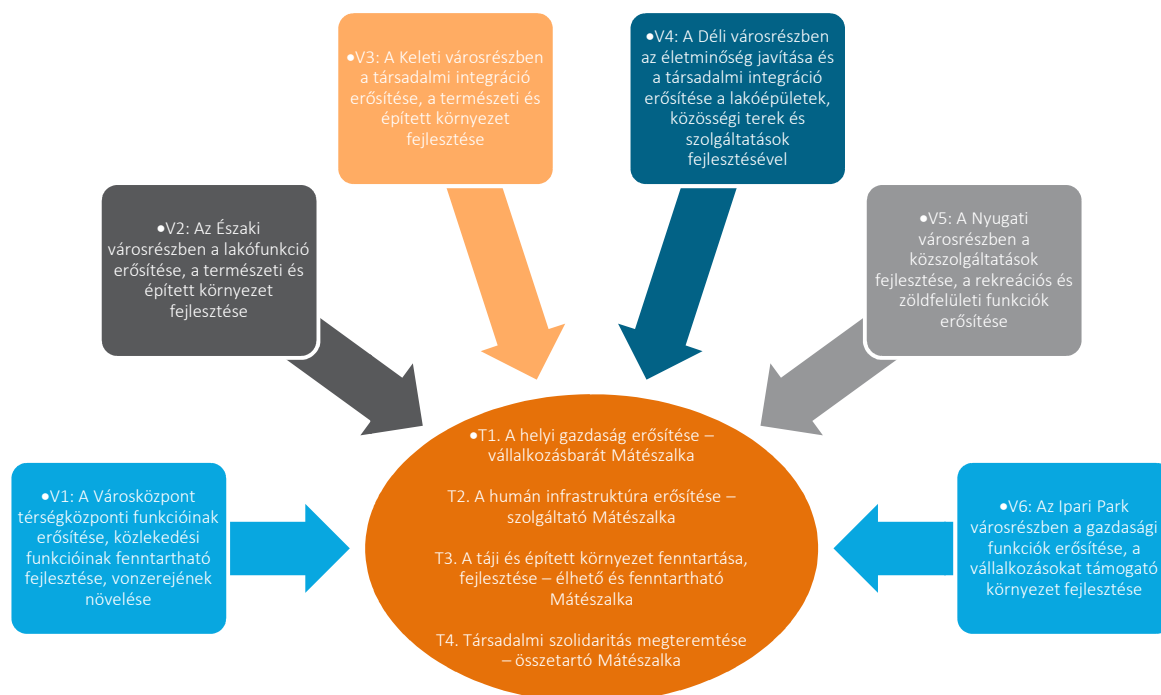 •V3: A Keleti városrészben
a társadalmi integráció
erősítése, a természeti és
épített környezet
fejlesztése
•V4: A Déli városrészben
az életminőség javítása és
a társadalmi integráció
erősítése a lakóépületek,
közösségi terek és
szolgáltatások
fejlesztésével
•V2: Az Északi
városrészben a lakófunkció
erősítése, a természeti és
épített környezet
fejlesztése
•V5: A Nyugati
városrészben a
közszolgáltatások
fejlesztése, a rekreációs és
zöldfelületi funkciók
erősítése
•V1: A Városközpont
térségközponti funkcióinak
erősítése, közlekedési
funkcióinak fenntartható
fejlesztése, vonzerejének
növelése
•T1. A helyi gazdaság erősítése –
vállalkozásbarát Mátészalka
T2. A humán infrastruktúra erősítése –
szolgáltató Mátészalka
T3. A táji és épített környezet fenntartása,
fejlesztése – élhető és fenntartható
Mátészalka
T4. Társadalmi szolidaritás megteremtése
– összetartó Mátészalka
•V6: Az Ipari Park
városrészben a gazdasági
funkciók erősítése, a
vállalkozásokat támogató
környezet fejlesztése